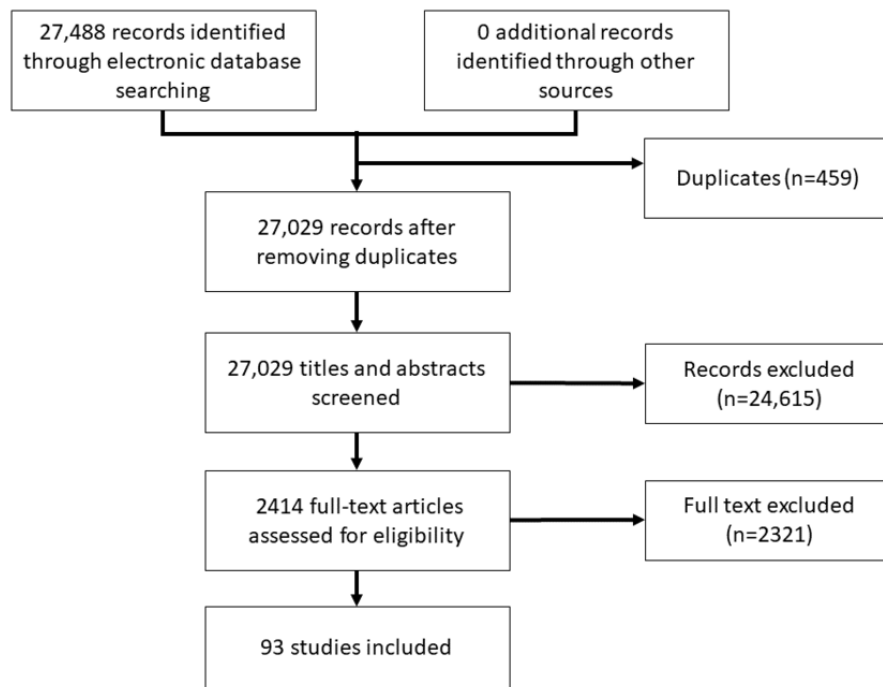 27,488 records identified
through electronic database
searching
0 additional records
identified through other
sources
Duplicates (n=459)
27,029 records after
removing duplicates
27,029 titles and abstracts
screened
Records excluded
(n=24,615)
2414 full-text articles
assessed for eligibility
Full text excluded
(n=2321)
93 studies included